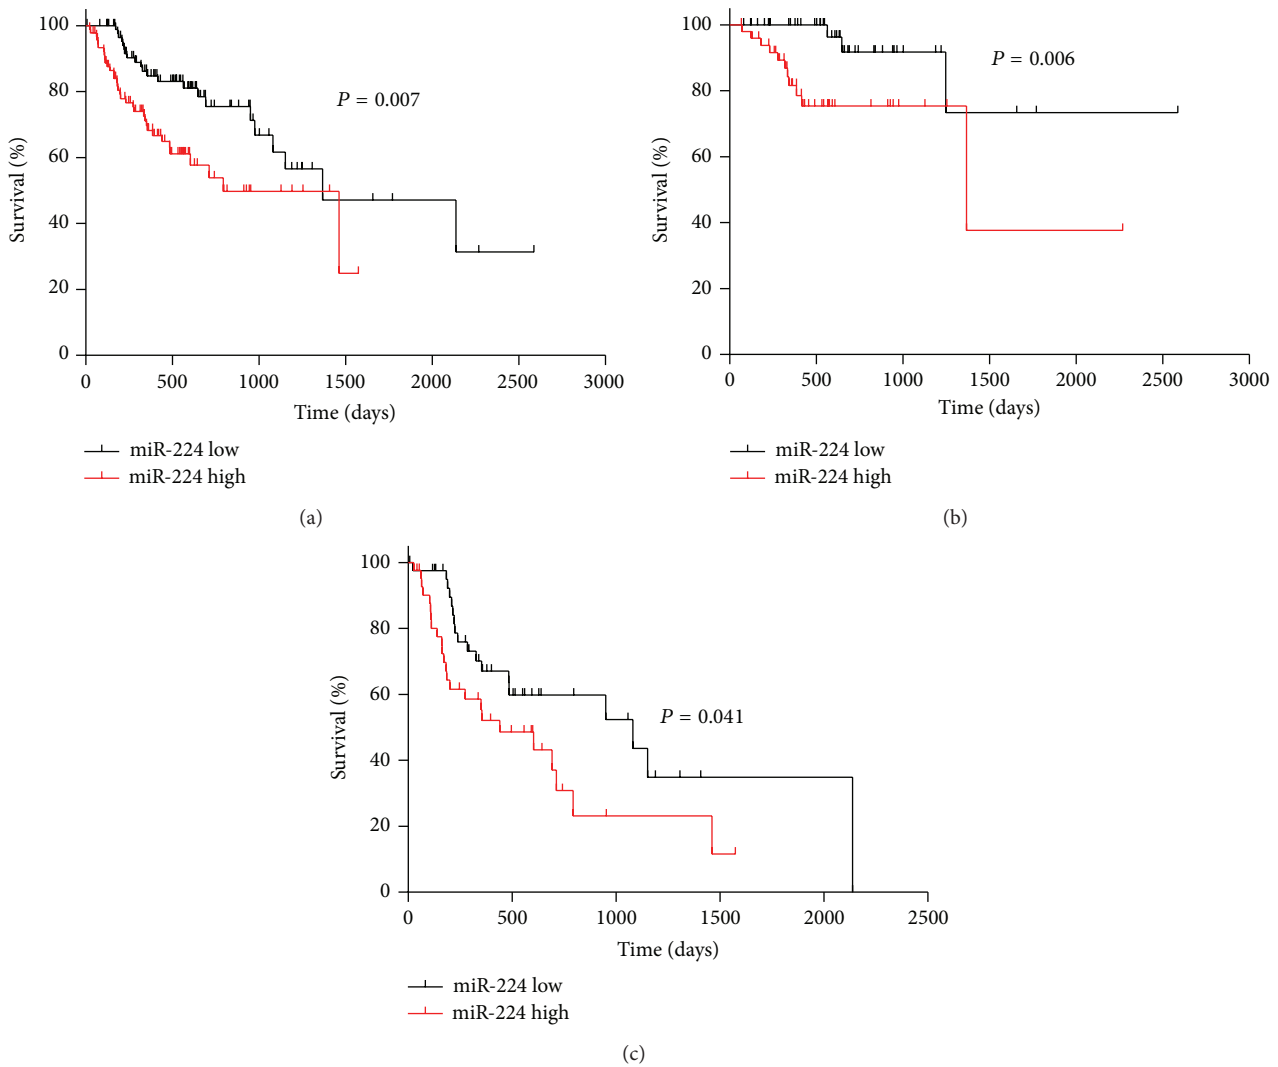 100
80
60
40
20
0
Survival (%)
P = 0.007
0 500 1000 1500 2000 2500 3000
Time (days)
miR-224 low
miR-224 high
(a)
100
80
60
40
20
0
Survival (%)
P = 0.006
0 500 1000 1500 2000 2500 3000
Time (days)
miR-224 low
miR-224 high
(b)
100
80
60
40
20
0
Survival (%)
P = 0.041
0 500 1000 1500 2000 2500
Time (days)
miR-224 low
miR-224 high
(c)